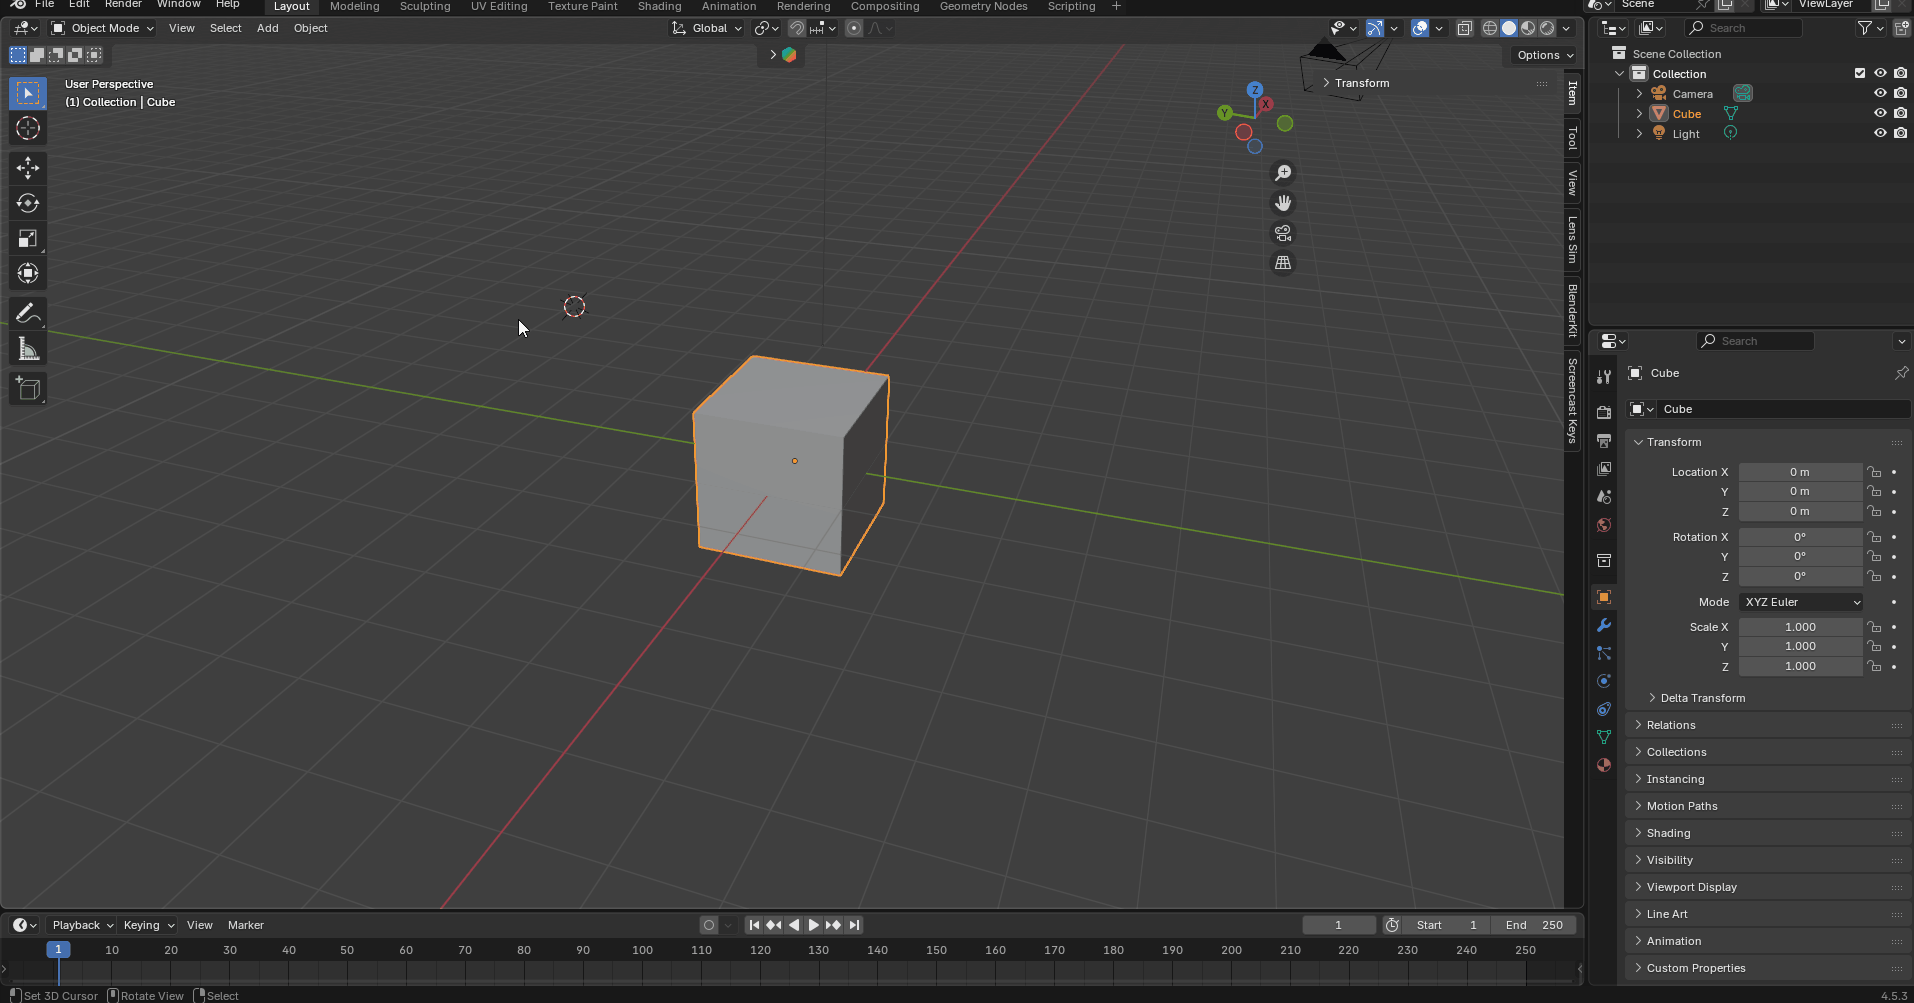 File Edit Render Window Help Layout Modeling Sculpting UV Editing Texture Paint Shading Animation Rendering Compositing Geometry Nodes Scripting + Scene ViewLayer
Object Mode View Select Add Object Global Search
Options
User Perspective
(1) Collection | Cube
Transform
Z
X
Y
Item
Tool
View
Lens Sim
BlenderKit
Screencast Keys
Scene Collection
Collection
Camera
Cube
Light
Search
Cube
Cube
Transform
Location X 0 m
Y 0 m
Z 0 m
Rotation X 0°
Y 0°
Z 0°
Mode XYZ Euler
Scale X 1.000
Y 1.000
Z 1.000
Delta Transform
Relations
Collections
Instancing
Motion Paths
Shading
Visibility
Viewport Display
Line Art
Animation
Custom Properties
Playback Keying View Marker 1 Start 1 End 250
1 10 20 30 40 50 60 70 80 90 100 110 120 130 140 150 160 170 180 190 200 210 220 230 240 250
Set 3D Cursor Rotate View Select 4.5.3